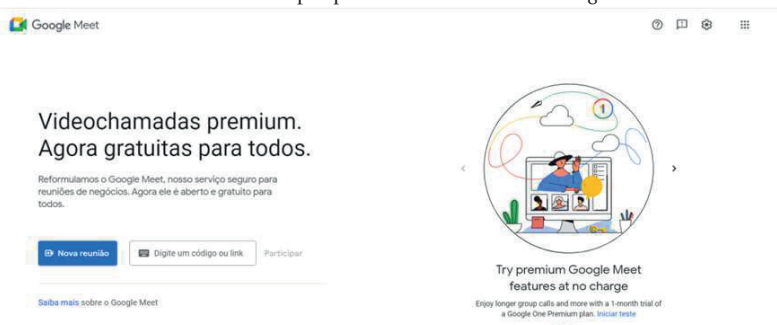 Google Meet
Videochamadas premium.
Agora gratuitas para todos.
Reformulamos o Google Meet, nosso serviço seguro para
reuniões de negócios. Agora ele é aberto e gratuito para
todos.
Nova reunião
Digite um código ou link
Participar
Saiba mais sobre o Google Meet
1
Try premium Google Meet
features at no charge
Enjoy longer group calls and more with a 1-month trial of
a Google One Premium plan. Iniciar teste